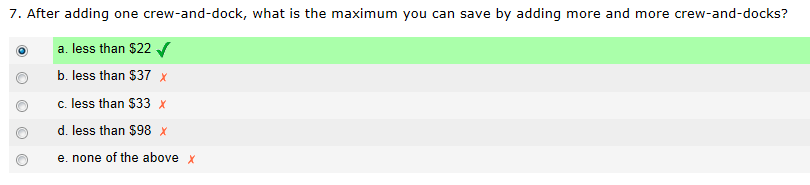 7. After adding one crew-and-dock, what is the maximum you can save by adding more and more crew-and-docks?
a. less than $22
b. less than $37
c. less than $33
d. less than $98
e. none of the above